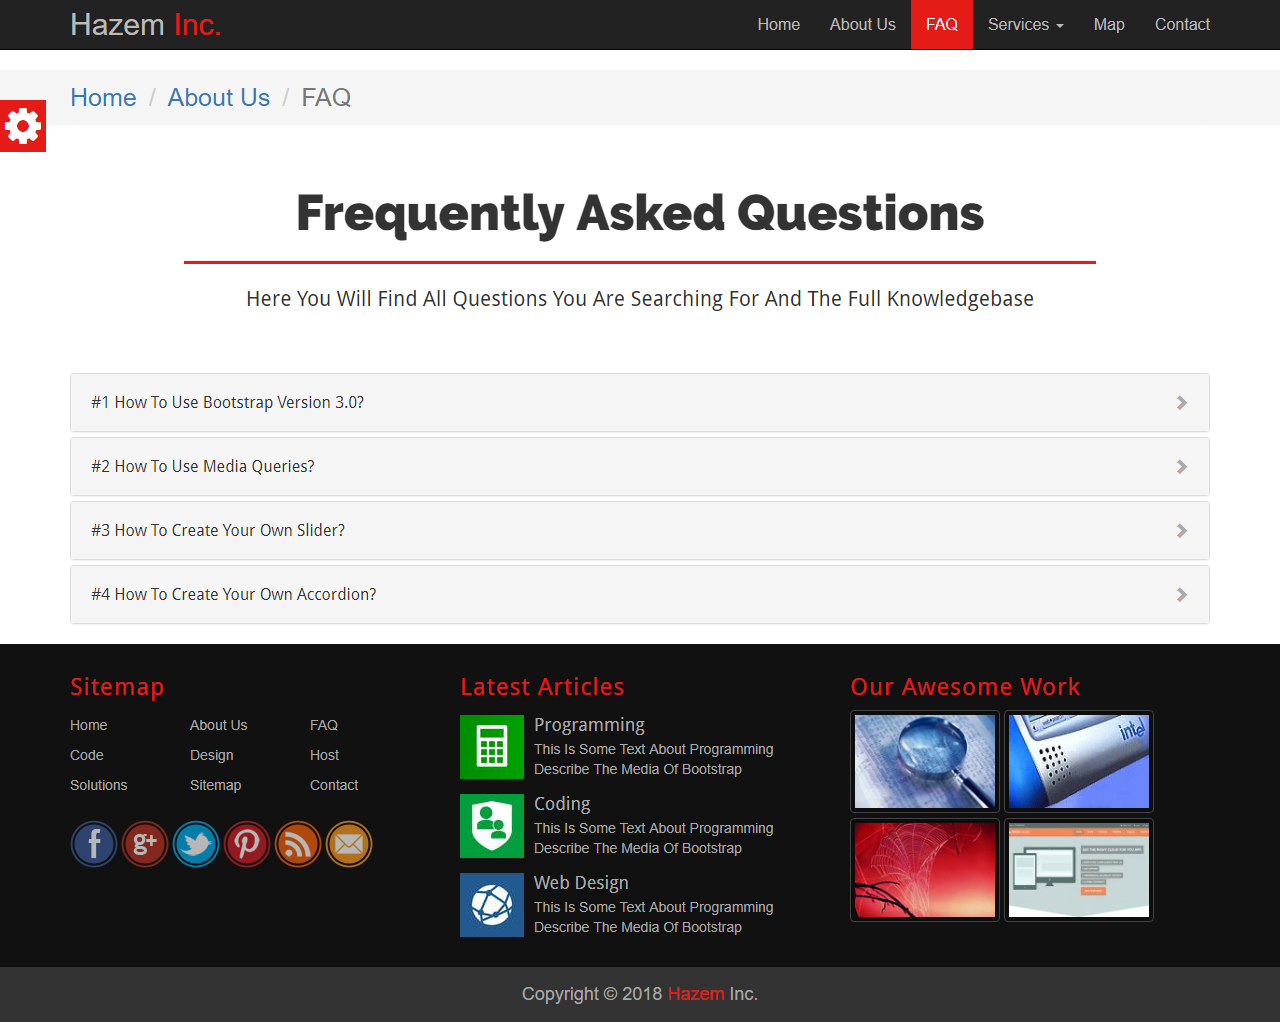 Hazem Inc.
Home About Us FAQ Services Map Contact
Home / About Us / FAQ
Frequently Asked Questions
Here You Will Find All Questions You Are Searching For And The Full Knowledgebase
#1 How To Use Bootstrap Version 3.0?
#2 How To Use Media Queries?
#3 How To Create Your Own Slider?
#4 How To Create Your Own Accordion?
Sitemap
Home About Us FAQ
Code Design Host
Solutions Sitemap Contact
f g+
Latest Articles
Programming
This Is Some Text About Programming
Describe The Media Of Bootstrap
Coding
This Is Some Text About Programming
Describe The Media Of Bootstrap
Web Design
This Is Some Text About Programming
Describe The Media Of Bootstrap
Our Awesome Work
intel
Copyright © 2018 Hazem Inc.